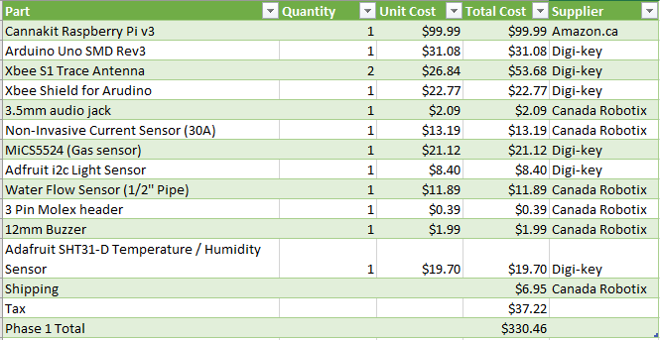 Part Quantity Unit Cost Total Cost Supplier
Cannakit Raspberry Pi v3 1 $99.99 $99.99 Amazon.ca
Arduino Uno SMD Rev3 1 $31.08 $31.08 Digi-key
Xbee S1 Trace Antenna 2 $26.84 $53.68 Digi-key
Xbee Shield for Arudino 1 $22.77 $22.77 Digi-key
3.5mm audio jack 1 $2.09 $2.09 Canada Robotix
Non-Invasive Current Sensor (30A) 1 $13.19 $13.19 Canada Robotix
MiCS5524 (Gas sensor) 1 $21.12 $21.12 Digi-key
Adfruit i2c Light Sensor 1 $8.40 $8.40 Digi-key
Water Flow Sensor (1/2" Pipe) 1 $11.89 $11.89 Canada Robotix
3 Pin Molex header 1 $0.39 $0.39 Canada Robotix
12mm Buzzer 1 $1.99 $1.99 Canada Robotix
Adafruit SHT31-D Temperature / Humidity
Sensor 1 $19.70 $19.70 Digi-key
Shipping $6.95 Canada Robotix
Tax $37.22
Phase 1 Total $330.46